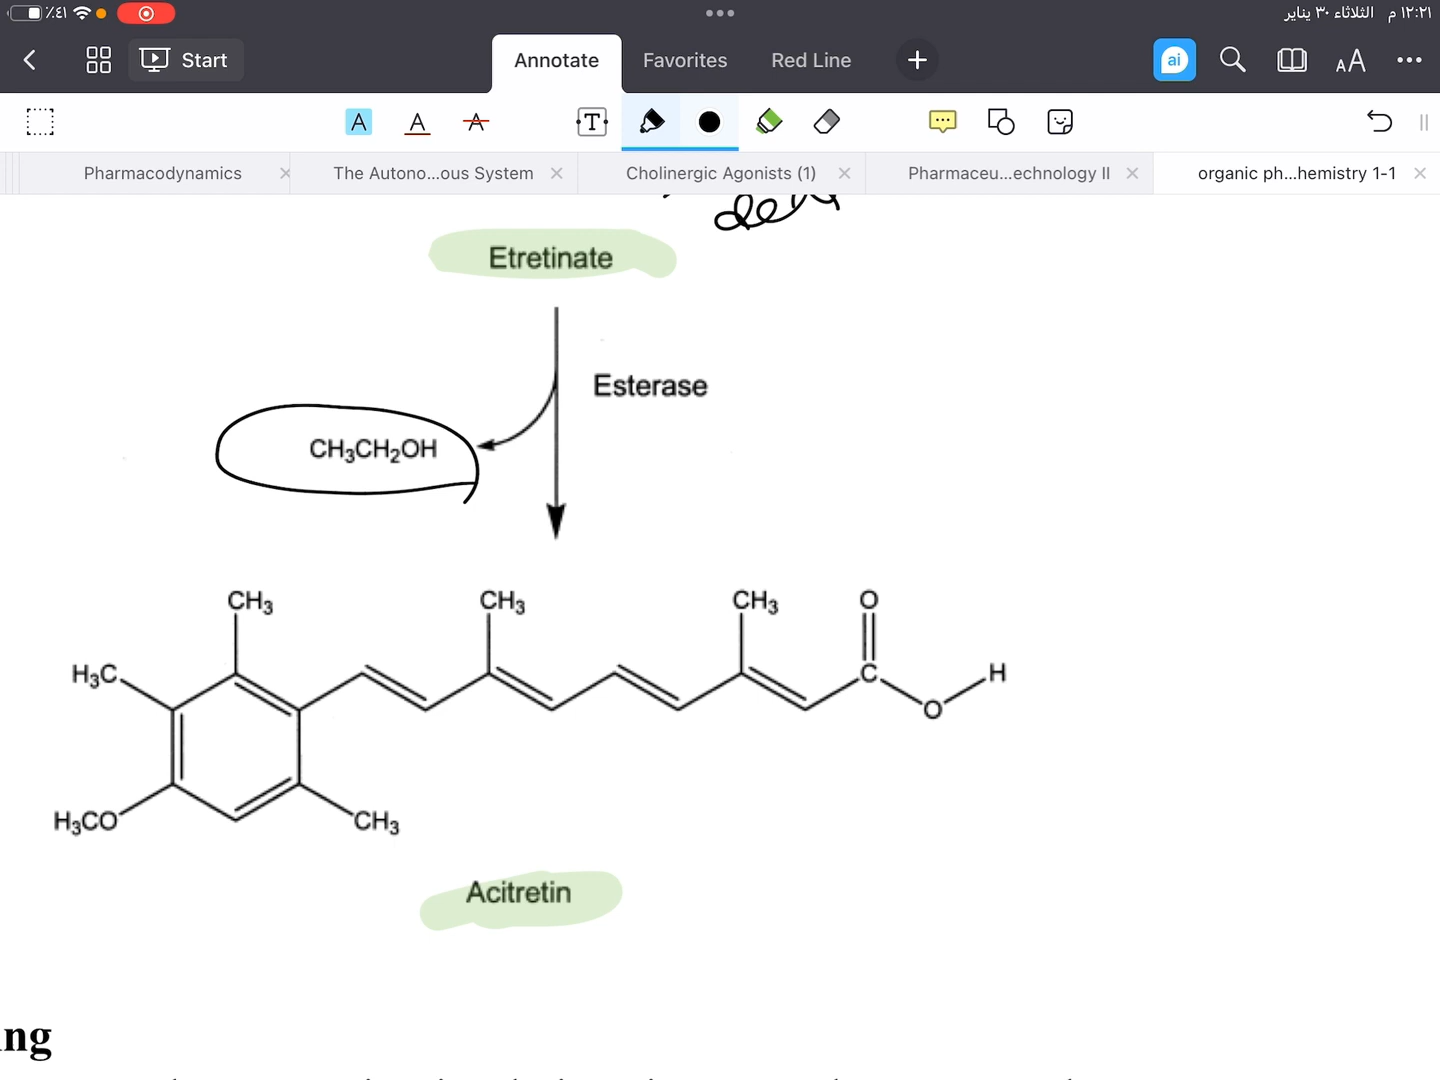 ٪٤١
١٢:٢١ م الثلاثاء ٣٠ يناير
Start
Annotate
Favorites
Red Line
ai
AA
A
A
A
T
Pharmacodynamics
The Autono...ous System
Cholinergic Agonists (1)
Pharmaceu...echnology II
organic ph...hemistry 1-1
Etretinate
Esterase
CH₃CH₂OH
CH₃ CH₃ CH₃ O
H₃C C H
O
H₃CO CH₃
Acitretin
ing